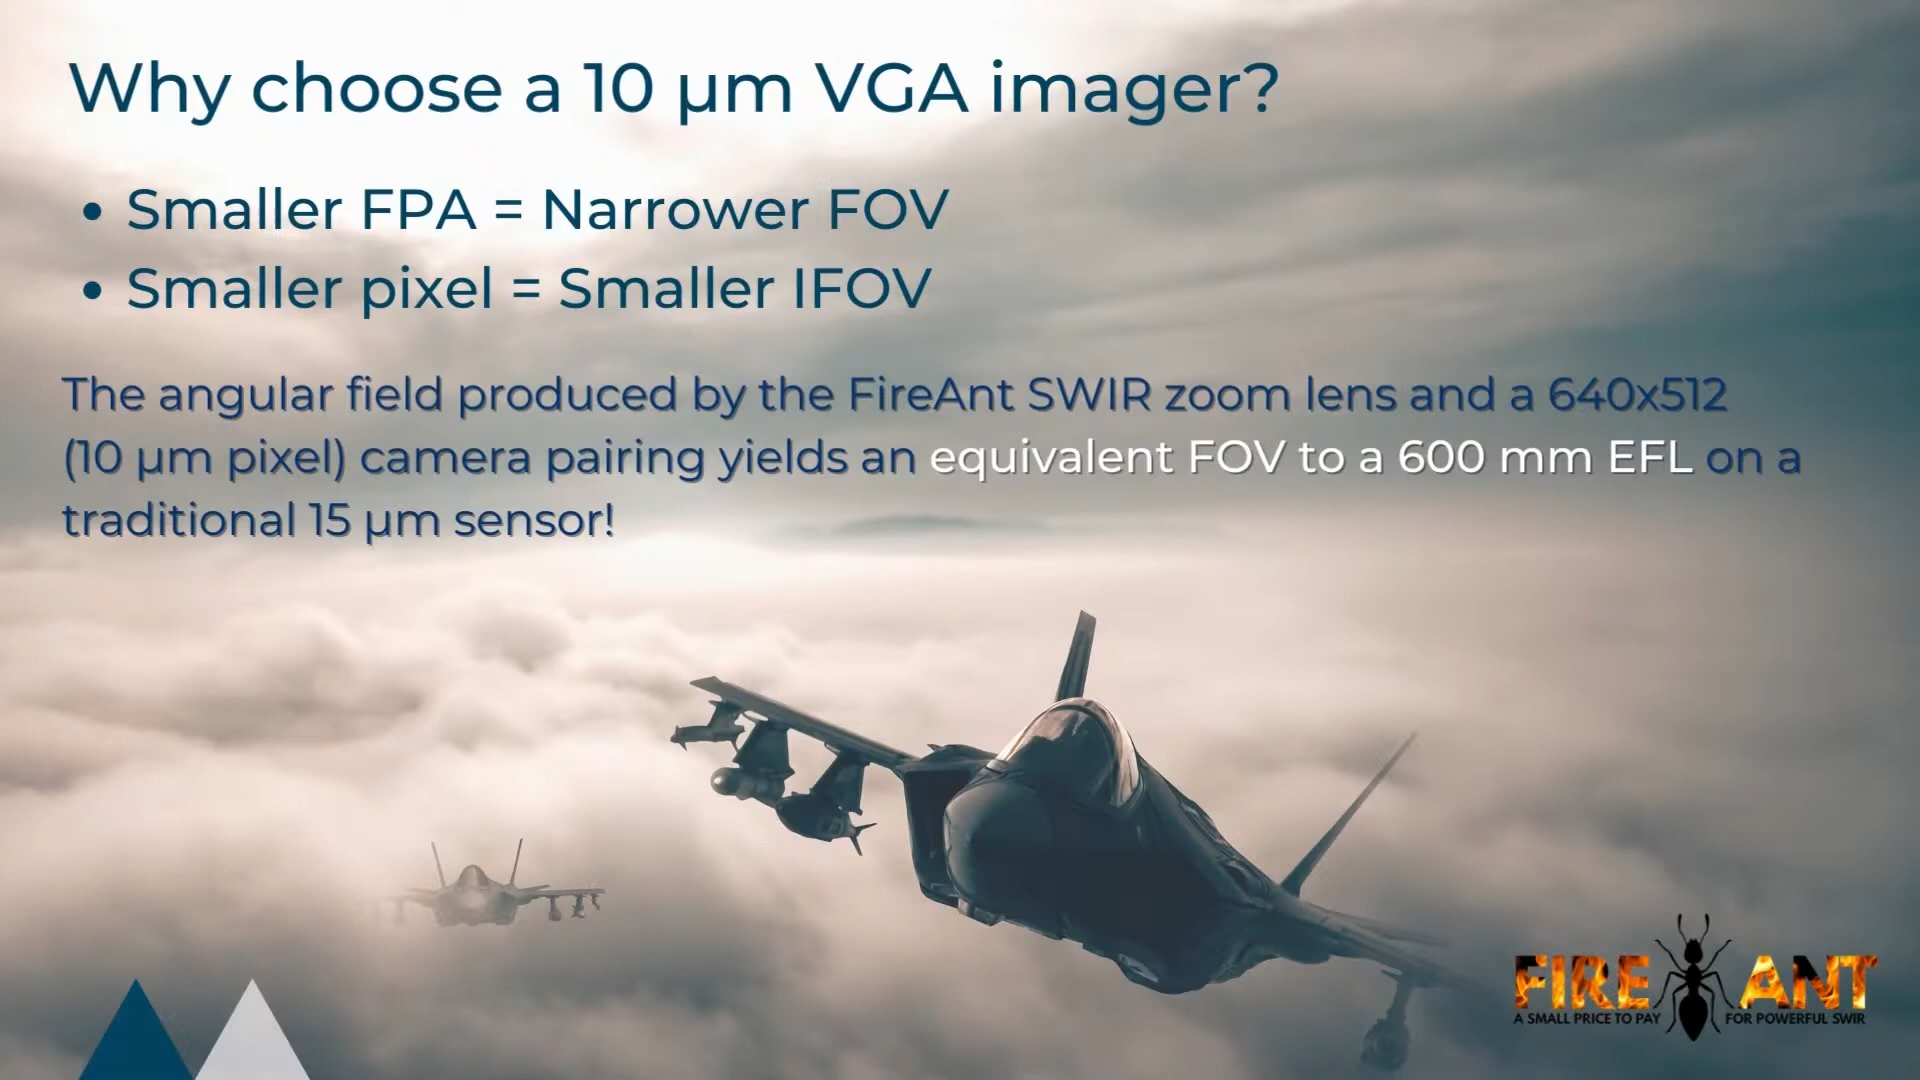 Why choose a 10 µm VGA imager?
• Smaller FPA = Narrower FOV
• Smaller pixel = Smaller IFOV
The angular field produced by the FireAnt SWIR zoom lens and a 640x512
(10 µm pixel) camera pairing yields an equivalent FOV to a 600 mm EFL on a
traditional 15 µm sensor!
FIRE ANT
A SMALL PRICE TO PAY FOR POWERFUL SWIR